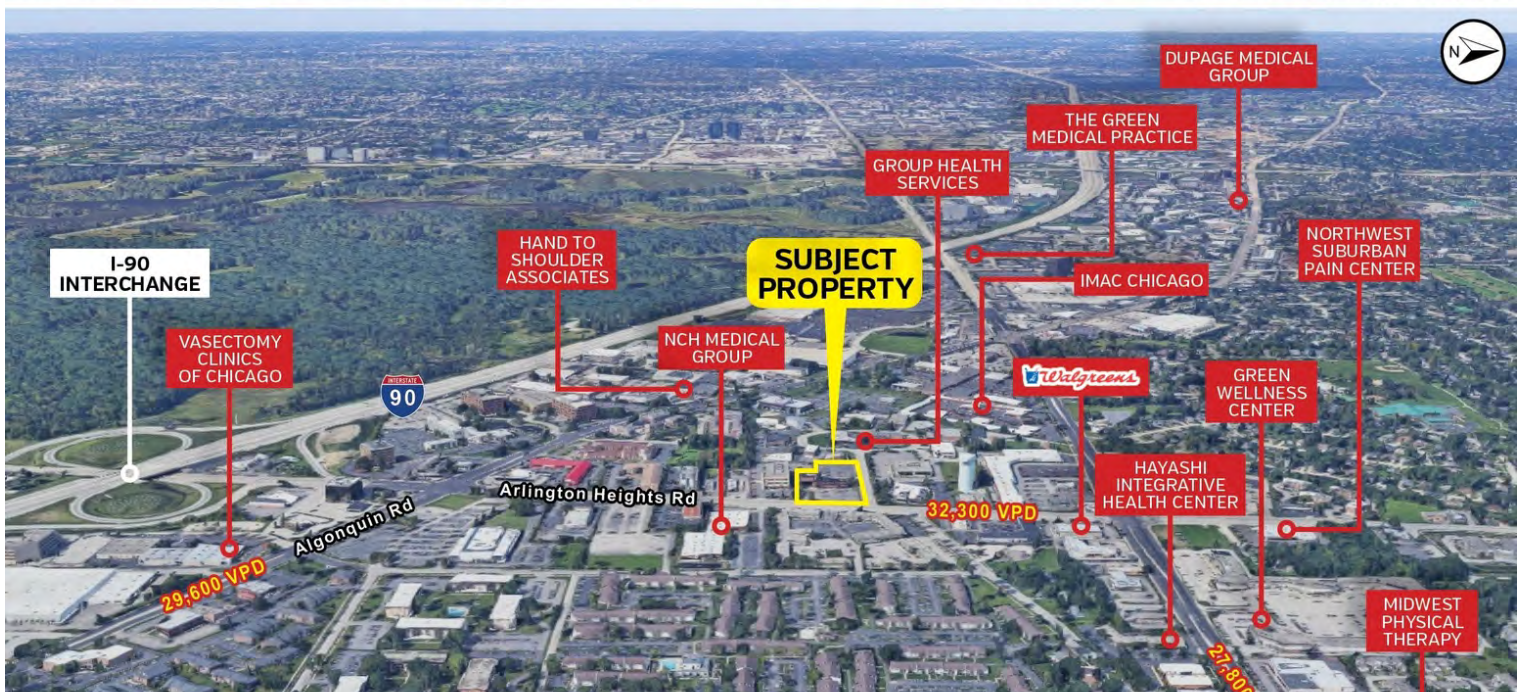 N
DUPAGE MEDICAL
GROUP
THE GREEN
MEDICAL PRACTICE
GROUP HEALTH
SERVICES
HAND TO
SHOULDER
ASSOCIATES
SUBJECT
PROPERTY
NORTHWEST
SUBURBAN
PAIN CENTER
I-90
INTERCHANGE
IMAC CHICAGO
VASECTOMY
CLINICS
OF CHICAGO
NCH MEDICAL
GROUP
INTERSTATE
90
Walgreens
GREEN
WELLNESS
CENTER
HAYASHI
INTEGRATIVE
HEALTH CENTER
Arlington Heights Rd
32,300 VPD
Algonquin Rd
29,600 VPD
MIDWEST
PHYSICAL
THERAPY
27,800